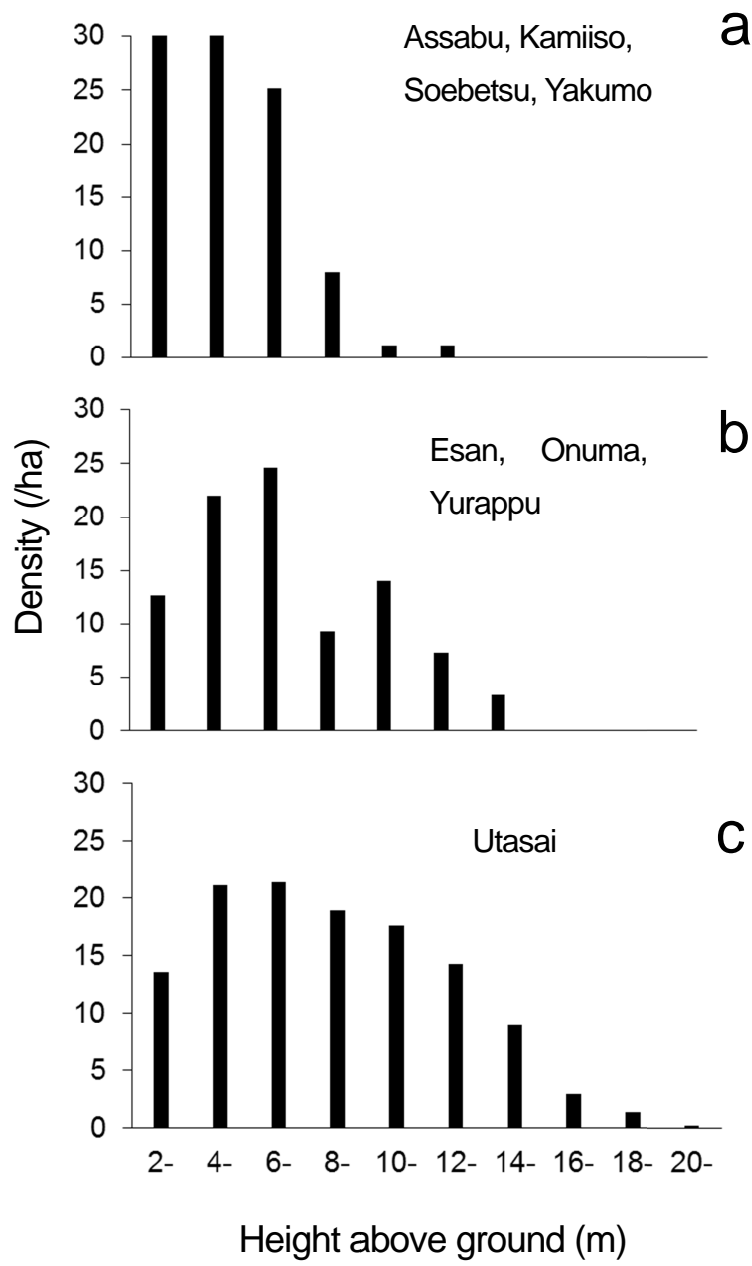 a
Assabu, Kamiiso,
Soebetsu, Yakumo
30
25
20
15
10
5
0
b
Esan, Onuma,
Yurappu
30
25
20
15
10
5
0
Density (/ha)
c
Utasai
30
25
20
15
10
5
0
2- 4- 6- 8- 10- 12- 14- 16- 18- 20-
Height above ground (m)